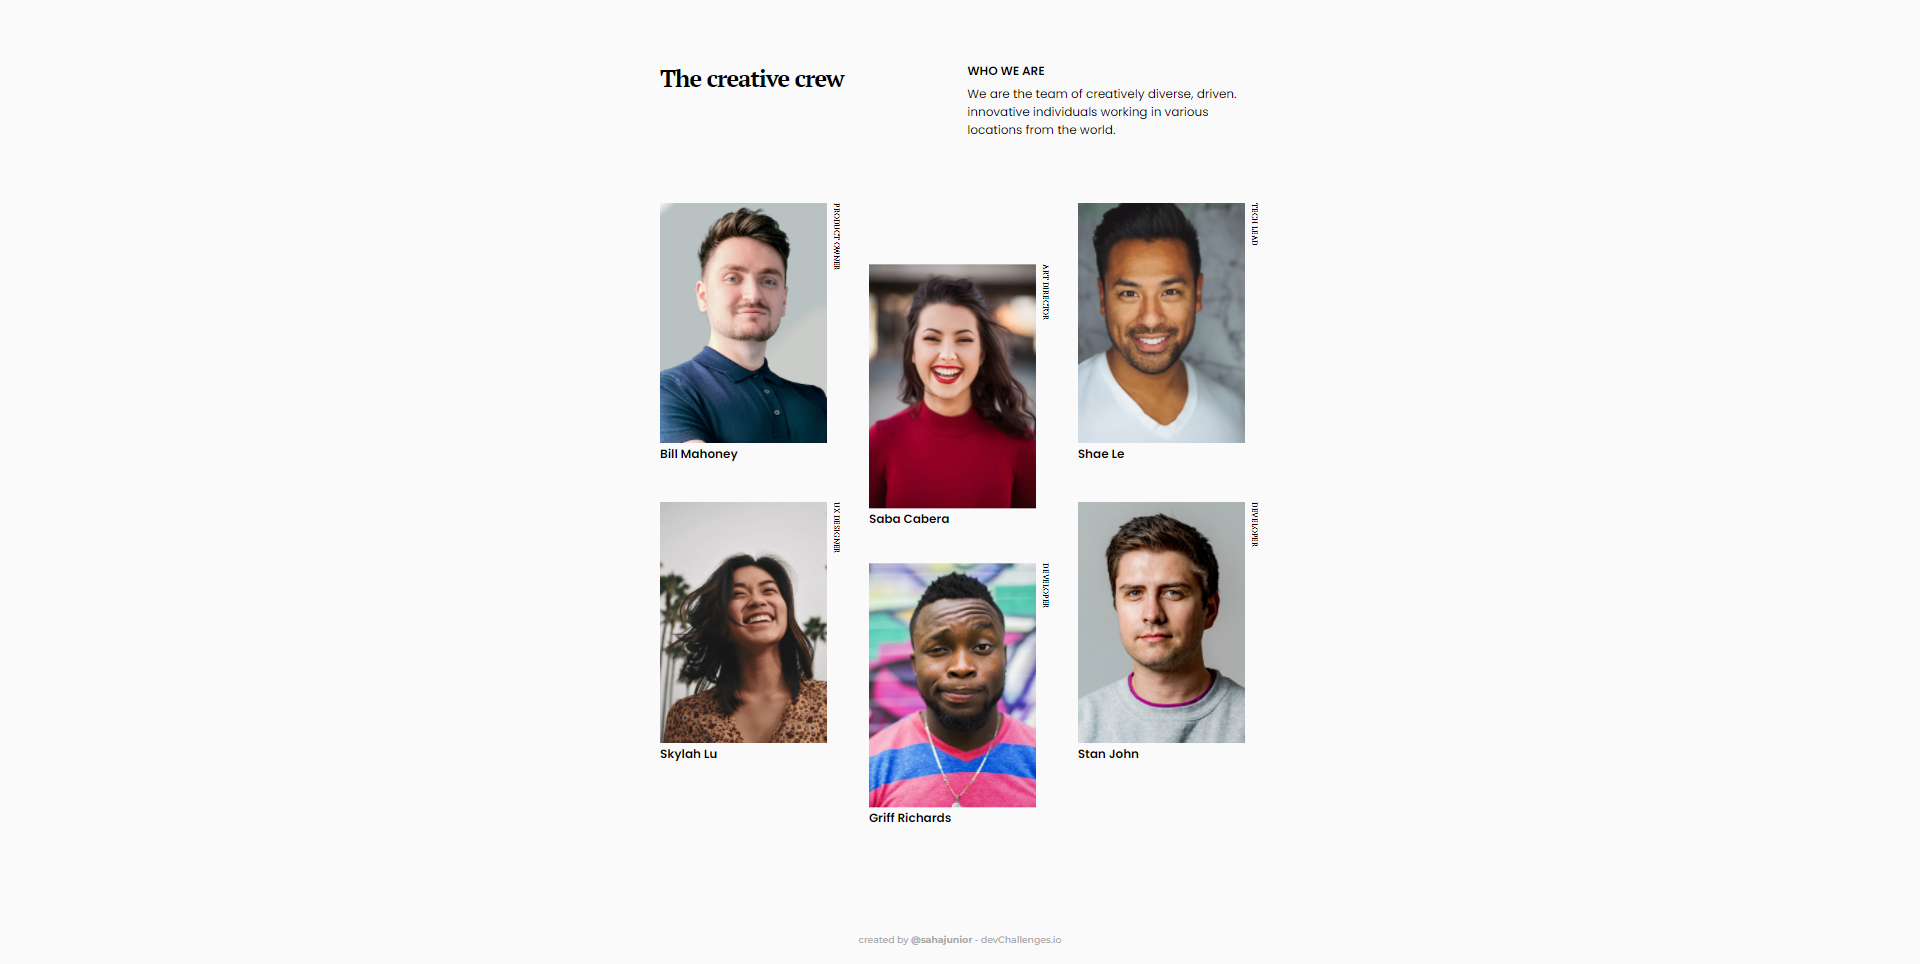 The creative crew
WHO WE ARE
We are the team of creatively diverse, driven.
innovative individuals working in various
locations from the world.
PRODUCT OWNER
Bill Mahoney
ART DIRECTOR
Saba Cabera
TECH LEAD
Shae Le
UX DESIGNER
Skylah Lu
DEVELOPER
Griff Richards
DEVELOPER
Stan John
created by @sahajunior - devChallenges.io